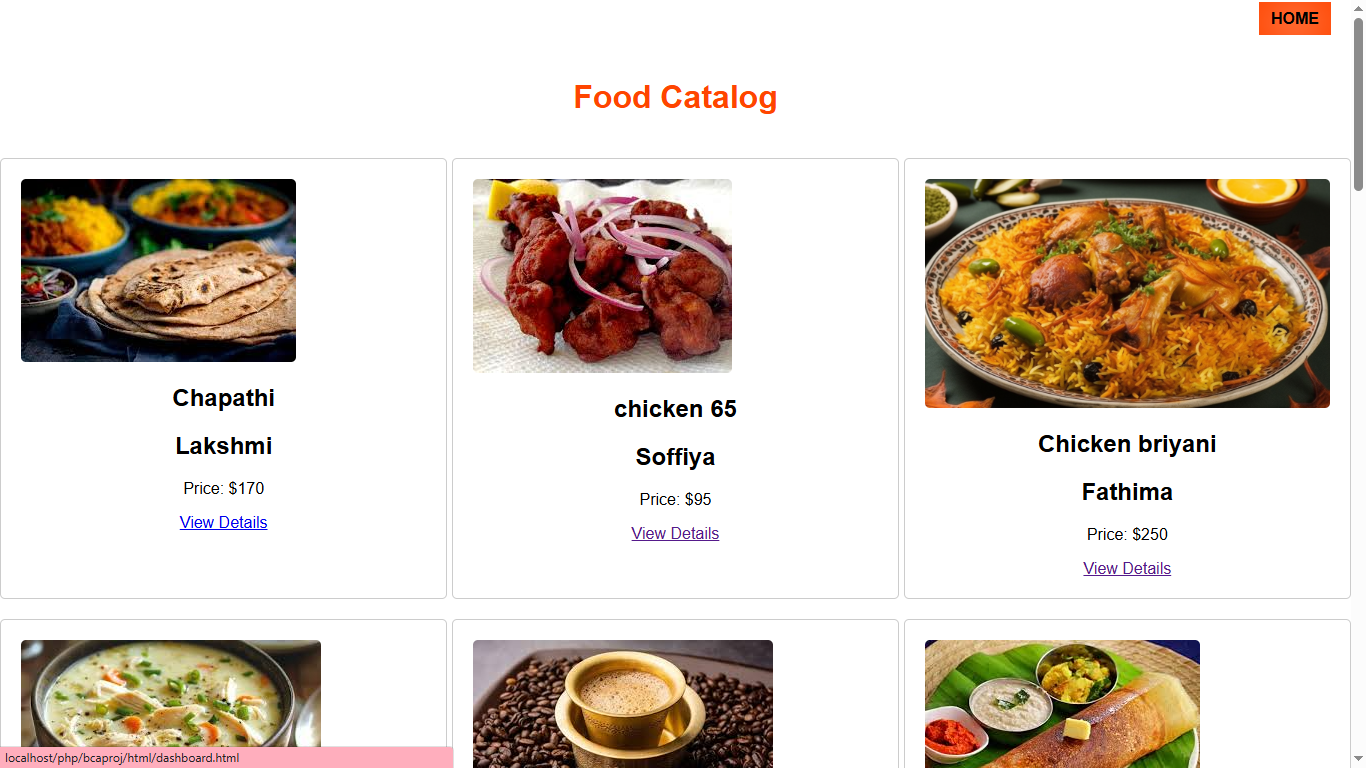 HOME
Food Catalog
Chapathi
Lakshmi
Price: $170
View Details
chicken 65
Soffiya
Price: $95
View Details
Chicken briyani
Fathima
Price: $250
View Details
localhost/php/bcaproj/html/dashboard.html